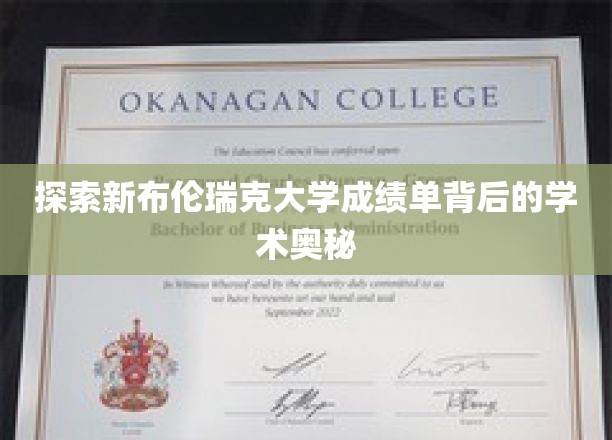 OKANAGAN COLLEGE
The Education Council has conferred upon
探索新布伦瑞克大学成绩单背后的学
术奥秘
Bachelor of Business Administration
In Witness Whereof and by the authority duly committed to us
we have hereunto set our hand and seal
September 2022